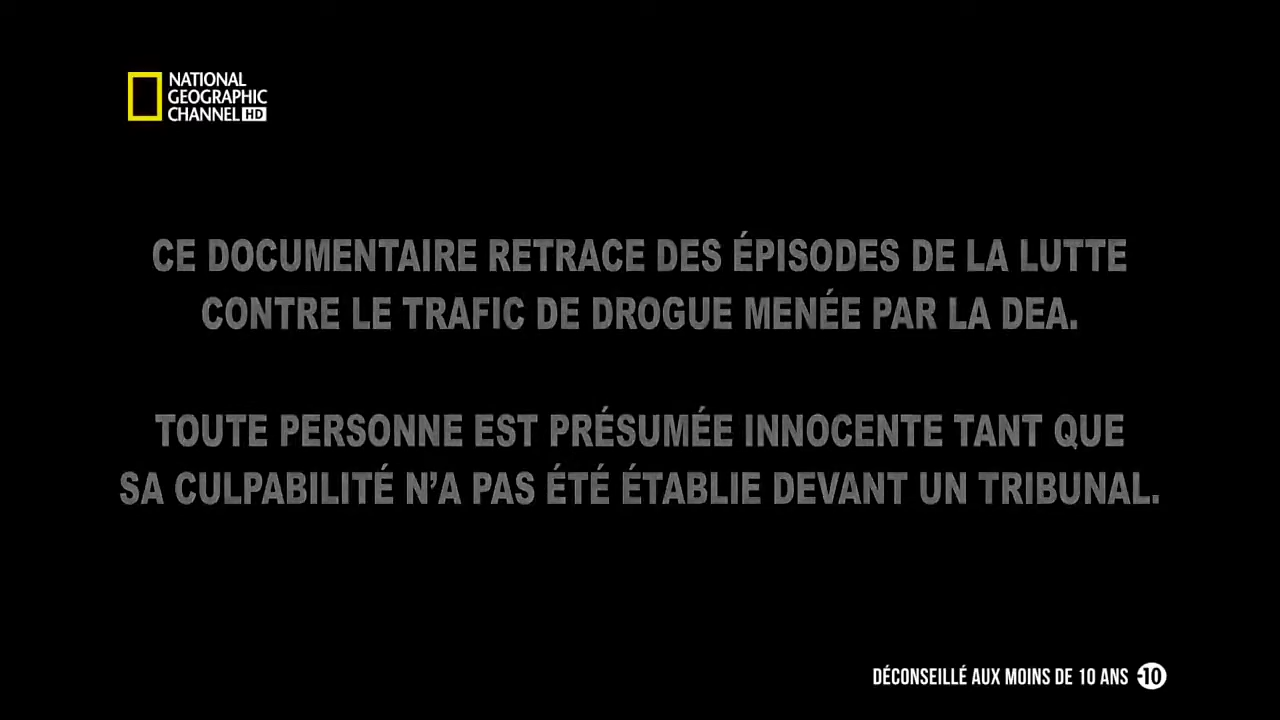 NATIONAL
GEOGRAPHIC
CHANNEL HD
CE DOCUMENTAIRE RETRACE DES ÉPISODES DE LA LUTTE
CONTRE LE TRAFIC DE DROGUE MENÉE PAR LA DEA.
TOUTE PERSONNE EST PRÉSUMÉE INNOCENTE TANT QUE
SA CULPABILITÉ N'A PAS ÉTÉ ÉTABLIE DEVANT UN TRIBUNAL.
DÉCONSEILLÉ AUX MOINS DE 10 ANS -10